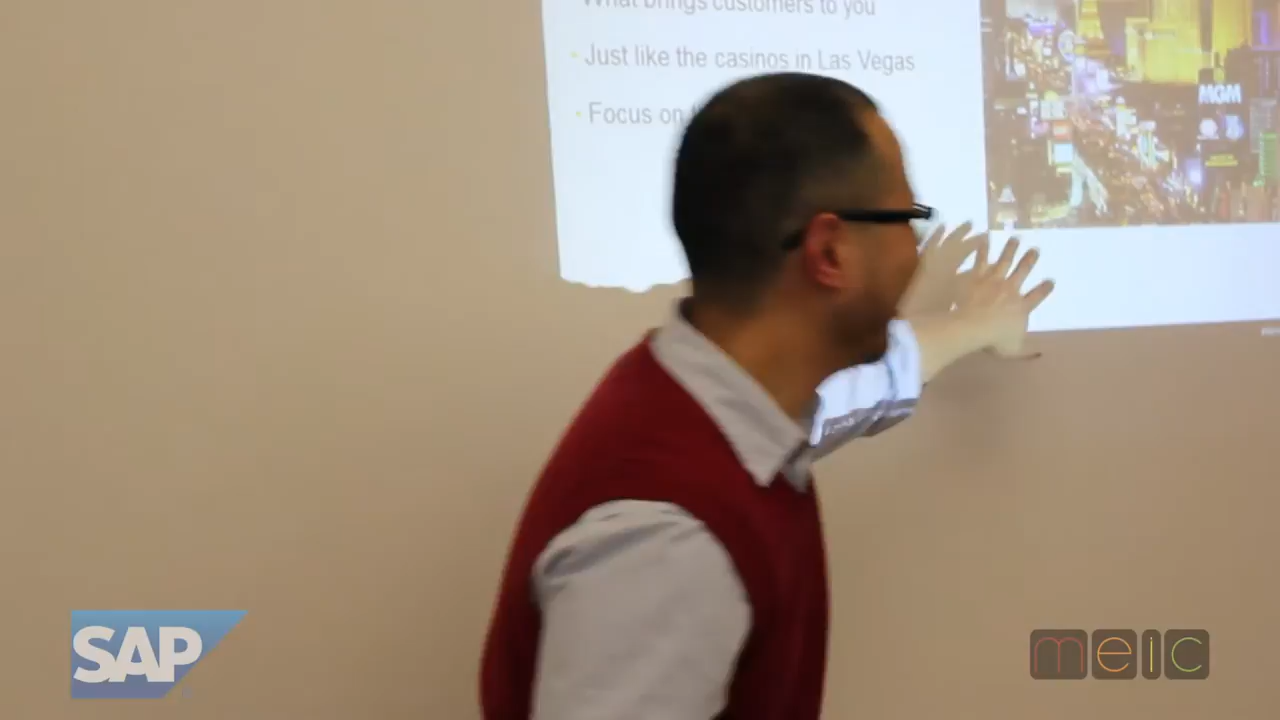 What brings customers to you
Just like the casinos in Las Vegas
Focus on
MGM
SAP
meic